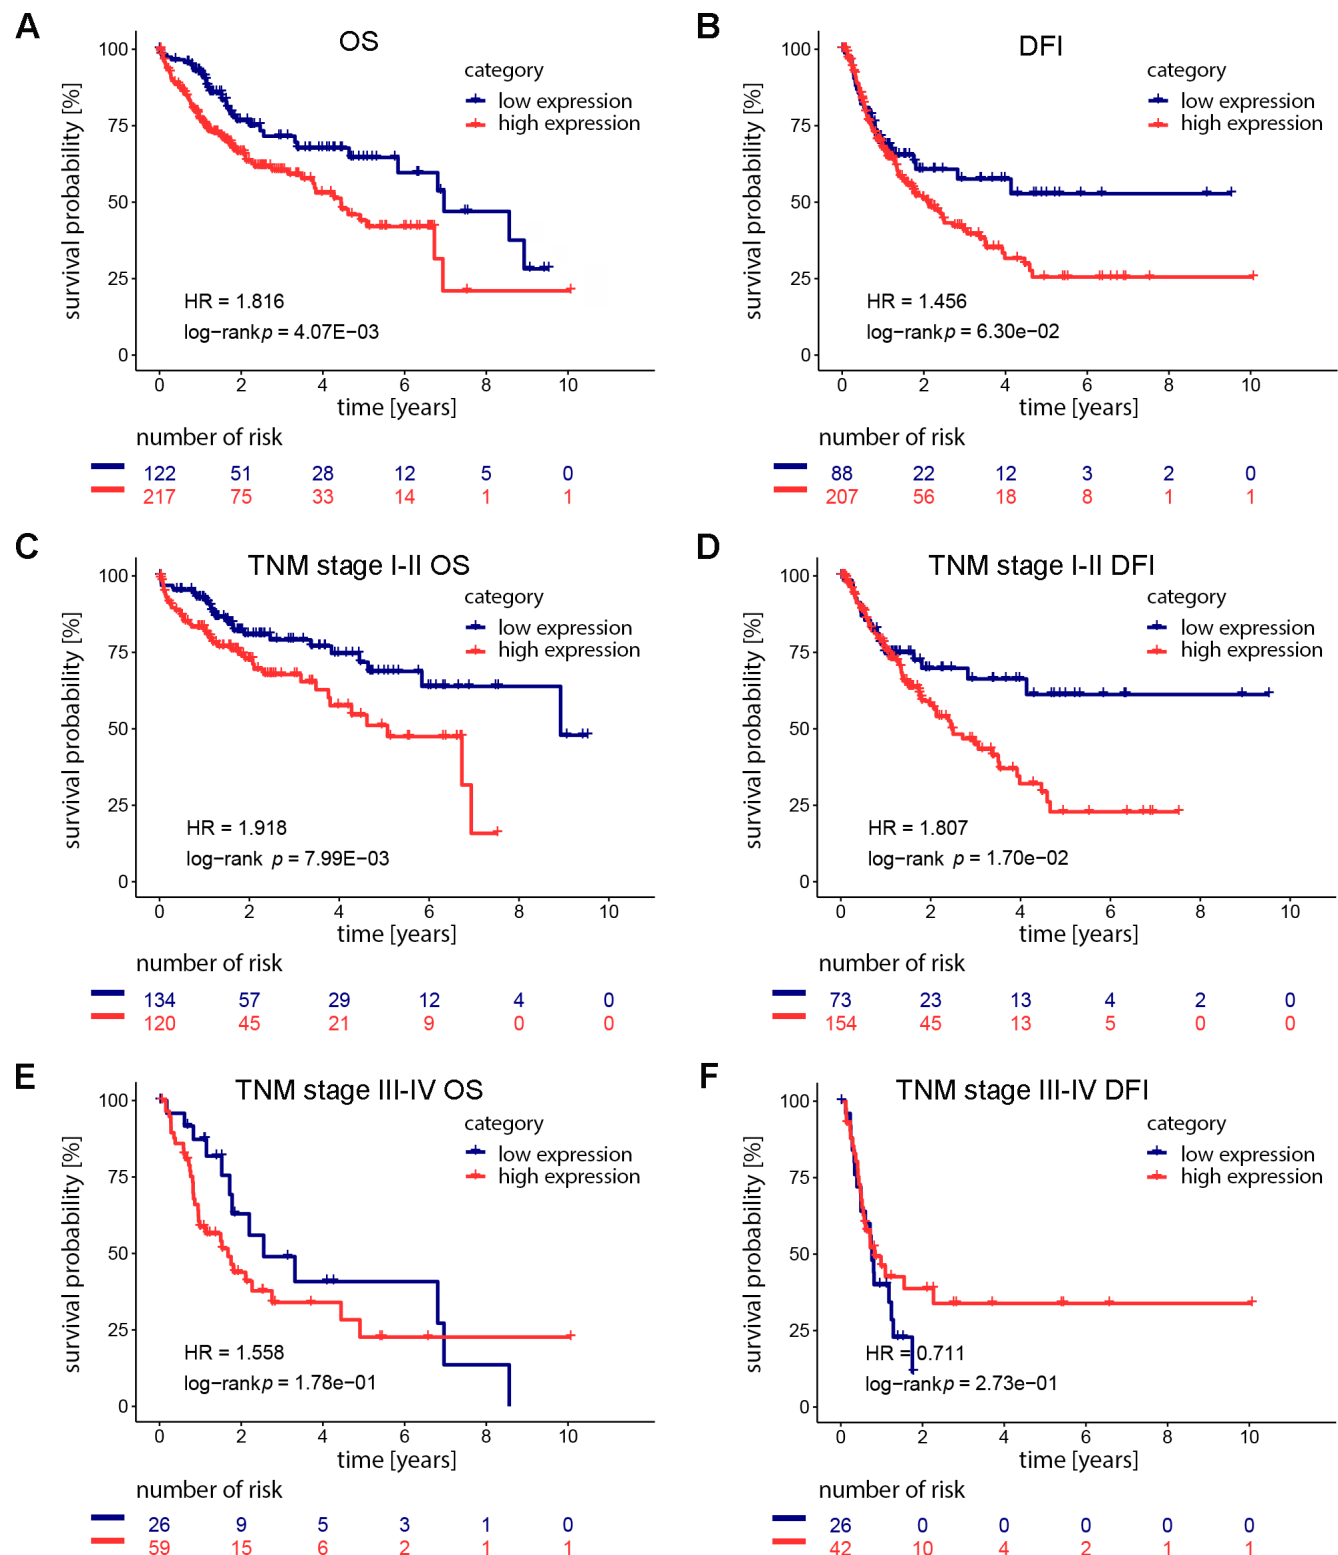 A
OS
100
75
50
25
0
survival probability [%]
category
low expression
high expression
HR = 1.816
log-rank p = 4.07E-03
0 2 4 6 8 10
time [years]
number of risk
122 51 28 12 5 0
217 75 33 14 1 1
B
DFI
100
75
50
25
0
survival probability [%]
category
low expression
high expression
HR = 1.456
log-rank p = 6.30e-02
0 2 4 6 8 10
time [years]
number of risk
88 22 12 3 2 0
207 56 18 8 1 1
C
TNM stage I-II OS
100
75
50
25
0
survival probability [%]
category
low expression
high expression
HR = 1.918
log-rank p = 7.99E-03
0 2 4 6 8 10
time [years]
number of risk
134 57 29 12 4 0
120 45 21 9 0 0
D
TNM stage I-II DFI
100
75
50
25
0
survival probability [%]
category
low expression
high expression
HR = 1.807
log-rank p = 1.70e-02
0 2 4 6 8 10
time [years]
number of risk
73 23 13 4 2 0
154 45 13 5 0 0
E
TNM stage III-IV OS
100
75
50
25
0
survival probability [%]
category
low expression
high expression
HR = 1.558
log-rank p = 1.78e-01
0 2 4 6 8 10
time [years]
number of risk
26 9 5 3 1 0
59 15 6 2 1 1
F
TNM stage III-IV DFI
100
75
50
25
0
survival probability [%]
category
low expression
high expression
HR = 0.711
log-rank p = 2.73e-01
0 2 4 6 8 10
time [years]
number of risk
26 0 0 0 0 0
42 10 4 2 1 1